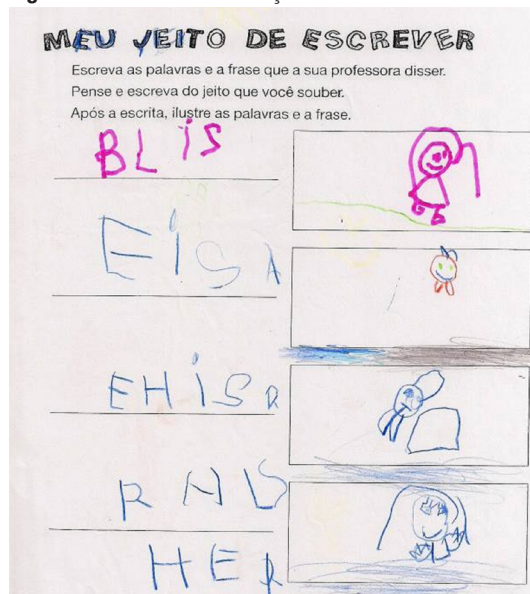 MEU JEITO DE ESCREVER
Escreva as palavras e a frase que a sua professora disser.
Pense e escreva do jeito que você souber.
Após a escrita, ilustre as palavras e a frase.
BLiS
EiSA
EHiSR
RAB
HER